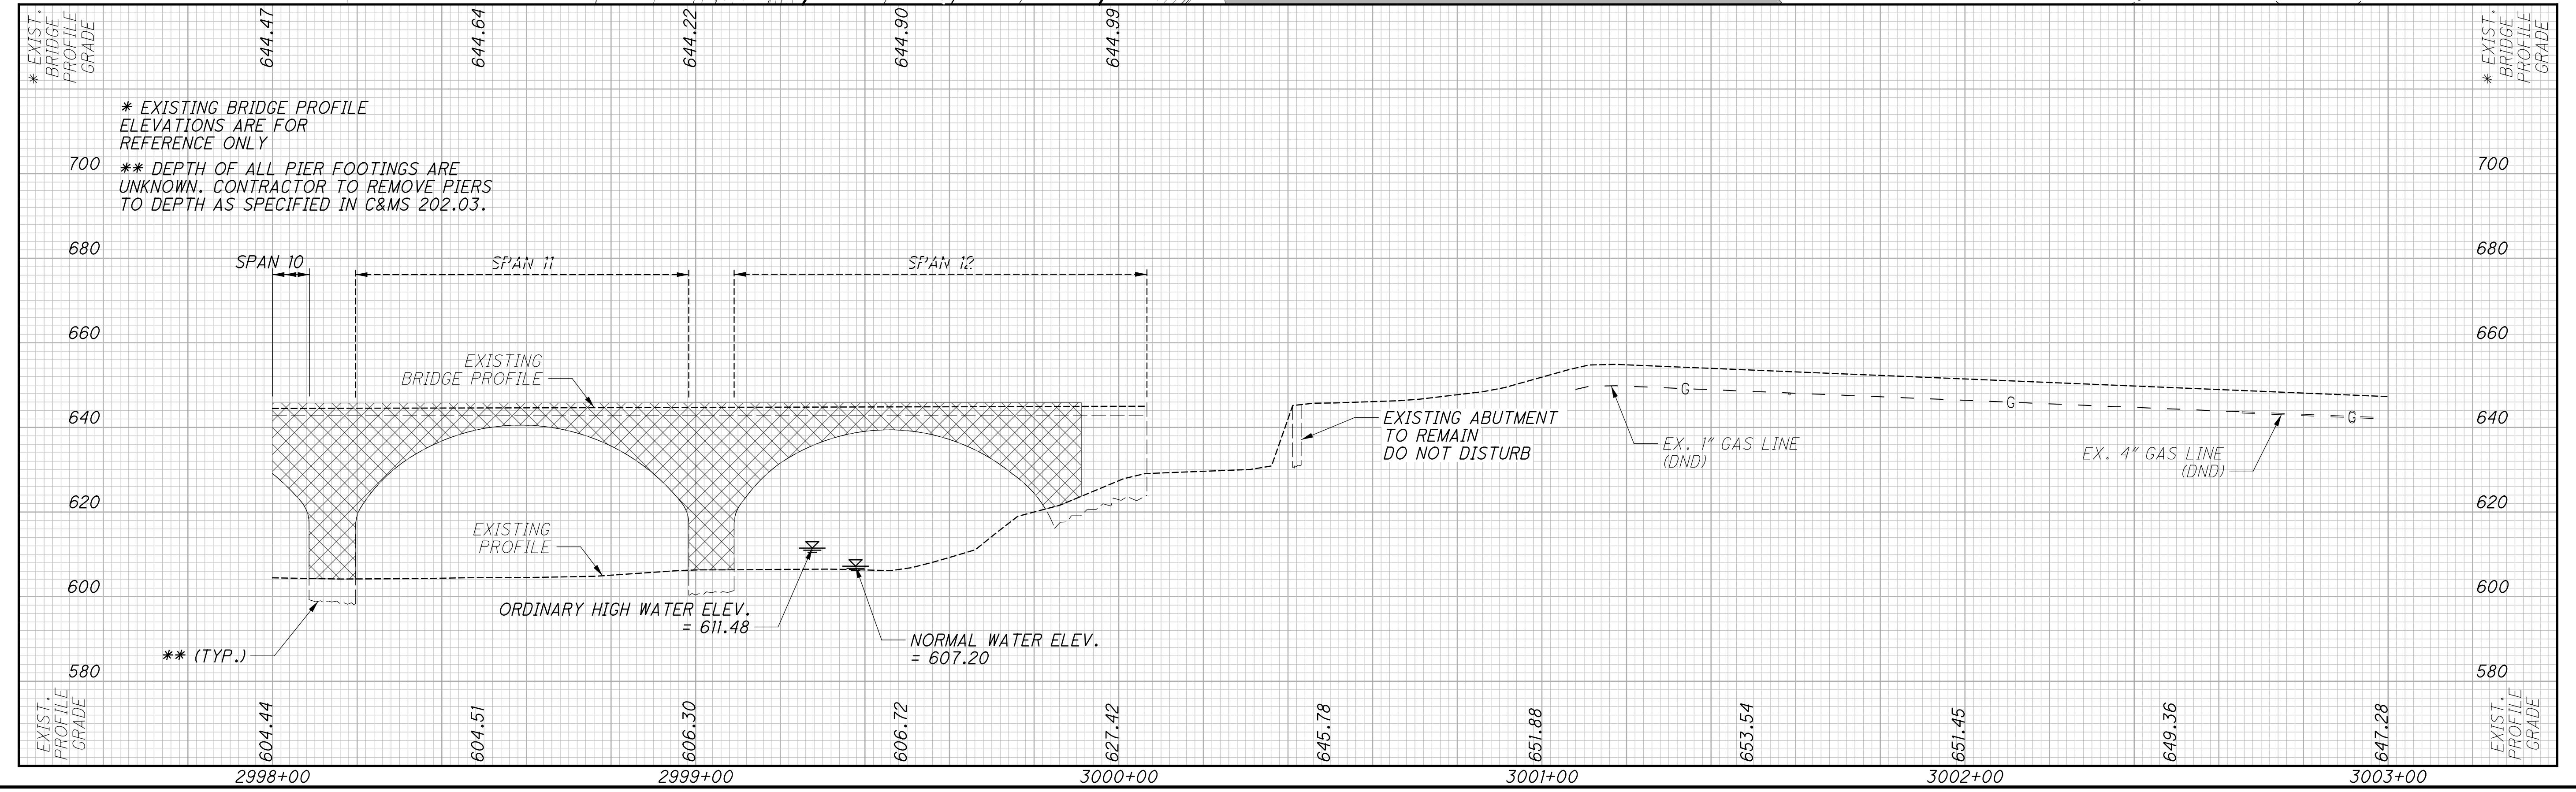 * EXIST.
BRIDGE
PROFILE
GRADE
644.47
644.64
644.22
644.90
644.99
* EXIST.
BRIDGE
PROFILE
GRADE
* EXISTING BRIDGE PROFILE
ELEVATIONS ARE FOR
REFERENCE ONLY
** DEPTH OF ALL PIER FOOTINGS ARE
UNKNOWN. CONTRACTOR TO REMOVE PIERS
TO DEPTH AS SPECIFIED IN C&MS 202.03.
700
700
680
680
SPAN 10
SPAN 11
SPAN 12
660
660
EXISTING
BRIDGE PROFILE
640
640
EXISTING ABUTMENT
TO REMAIN
DO NOT DISTURB
G
G
G
EX. 1" GAS LINE
(DND)
EX. 4" GAS LINE
(DND)
620
620
EXISTING
PROFILE
600
600
ORDINARY HIGH WATER ELEV.
= 611.48
NORMAL WATER ELEV.
= 607.20
** (TYP.)
580
580
EXIST.
PROFILE
GRADE
604.44
604.51
606.30
606.72
627.42
645.78
651.88
653.54
651.45
649.36
647.28
EXIST.
PROFILE
GRADE
2998+00
2999+00
3000+00
3001+00
3002+00
3003+00